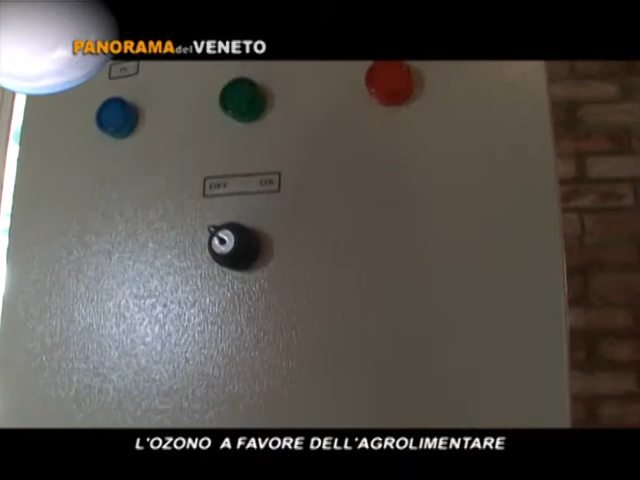 PANORAMA del VENETO
OFF ON
L'OZONO A FAVORE DELL'AGROLIMENTARE